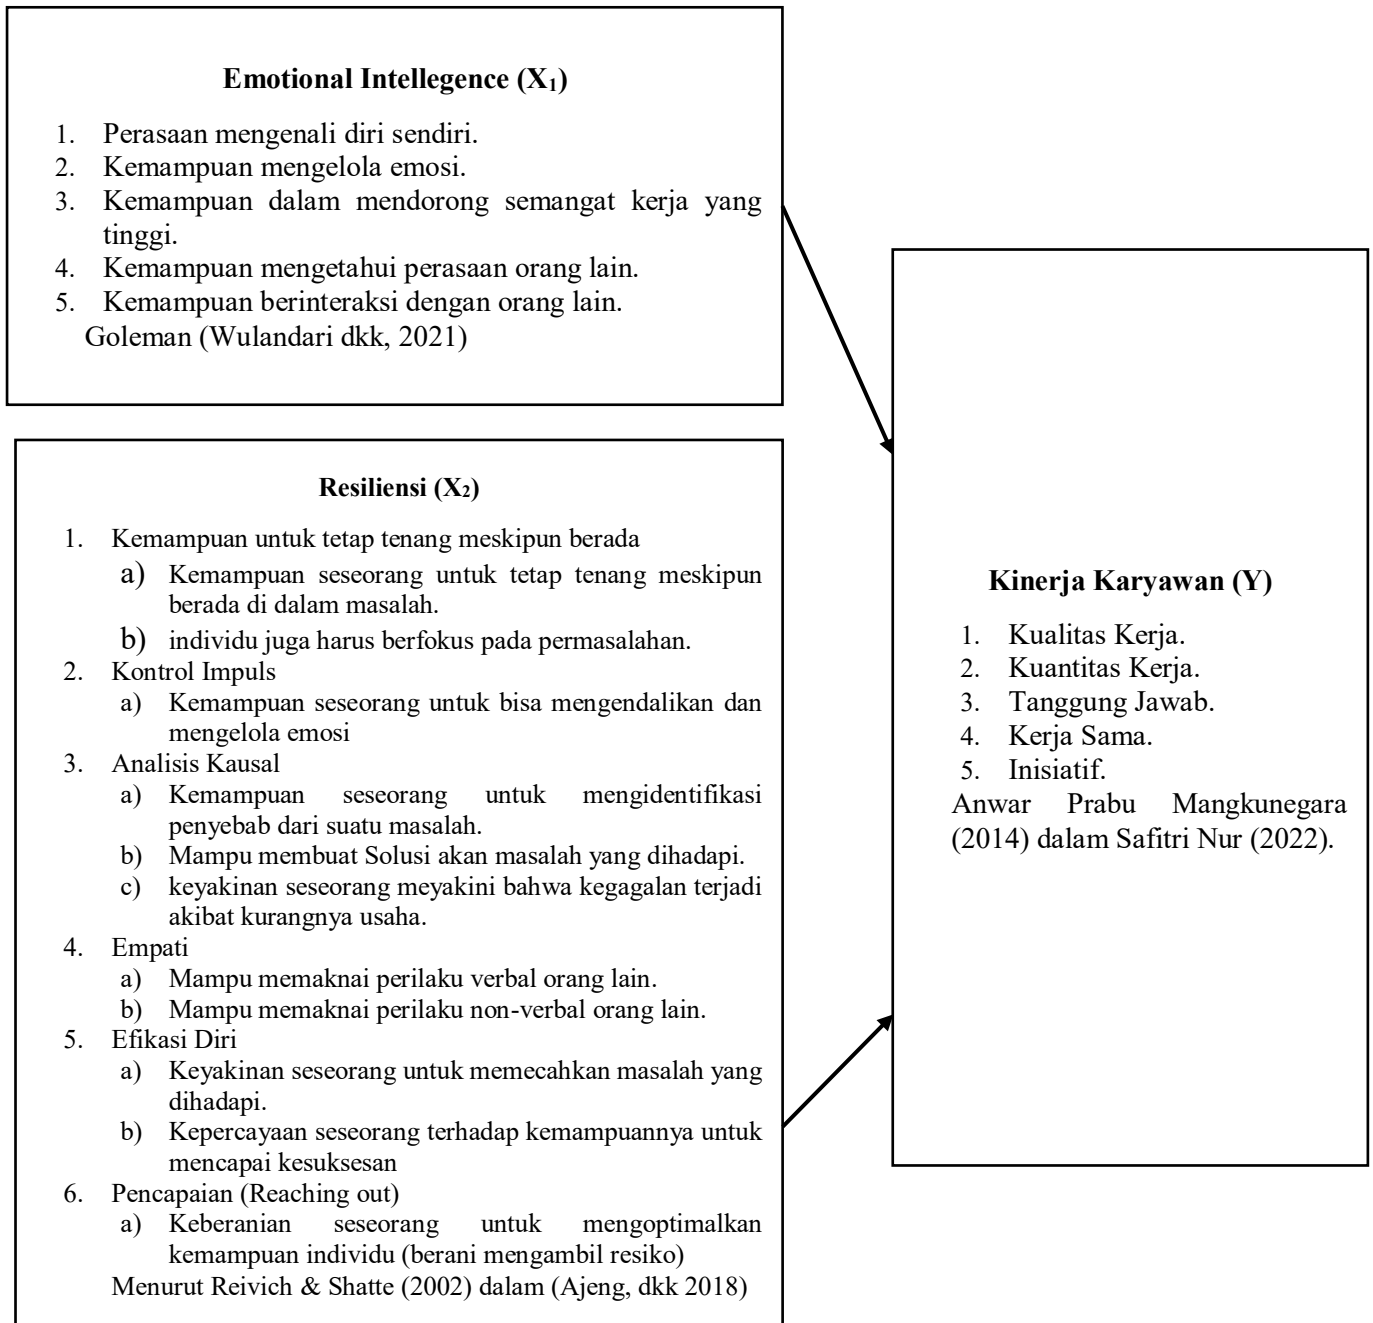 Emotional Intellegence (X₁)
1. Perasaan mengenali diri sendiri.
2. Kemampuan mengelola emosi.
3. Kemampuan dalam mendorong semangat kerja yang
tinggi.
4. Kemampuan mengetahui perasaan orang lain.
5. Kemampuan berinteraksi dengan orang lain.
Goleman (Wulandari dkk, 2021)
Resiliensi (X₂)
1. Kemampuan untuk tetap tenang meskipun berada
a) Kemampuan seseorang untuk tetap tenang meskipun
berada di dalam masalah.
b) individu juga harus berfokus pada permasalahan.
2. Kontrol Impuls
a) Kemampuan seseorang untuk bisa mengendalikan dan
mengelola emosi
3. Analisis Kausal
a) Kemampuan seseorang untuk mengidentifikasi
penyebab dari suatu masalah.
b) Mampu membuat Solusi akan masalah yang dihadapi.
c) keyakinan seseorang meyakini bahwa kegagalan terjadi
akibat kurangnya usaha.
4. Empati
a) Mampu memaknai perilaku verbal orang lain.
b) Mampu memaknai perilaku non-verbal orang lain.
5. Efikasi Diri
a) Keyakinan seseorang untuk memecahkan masalah yang
dihadapi.
b) Kepercayaan seseorang terhadap kemampuannya untuk
mencapai kesuksesan
6. Pencapaian (Reaching out)
a) Keberanian seseorang untuk mengoptimalkan
kemampuan individu (berani mengambil resiko)
Menurut Reivich & Shatte (2002) dalam (Ajeng, dkk 2018)
Kinerja Karyawan (Y)
1. Kualitas Kerja.
2. Kuantitas Kerja.
3. Tanggung Jawab.
4. Kerja Sama.
5. Inisiatif.
Anwar Prabu Mangkunegara
(2014) dalam Safitri Nur (2022).